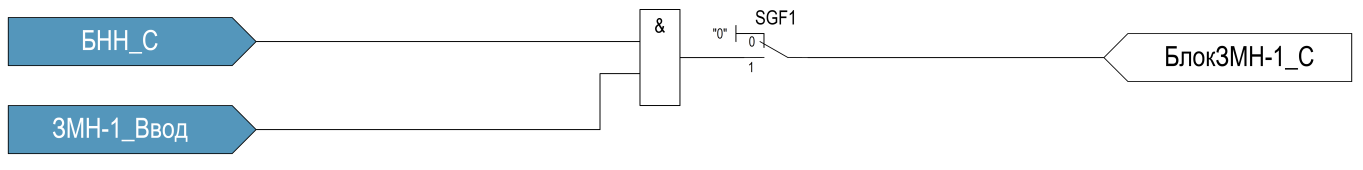 БНН_С
ЗМН-1_Ввод
&
SGF1
"0"
0
1
БлокЗМН-1_С